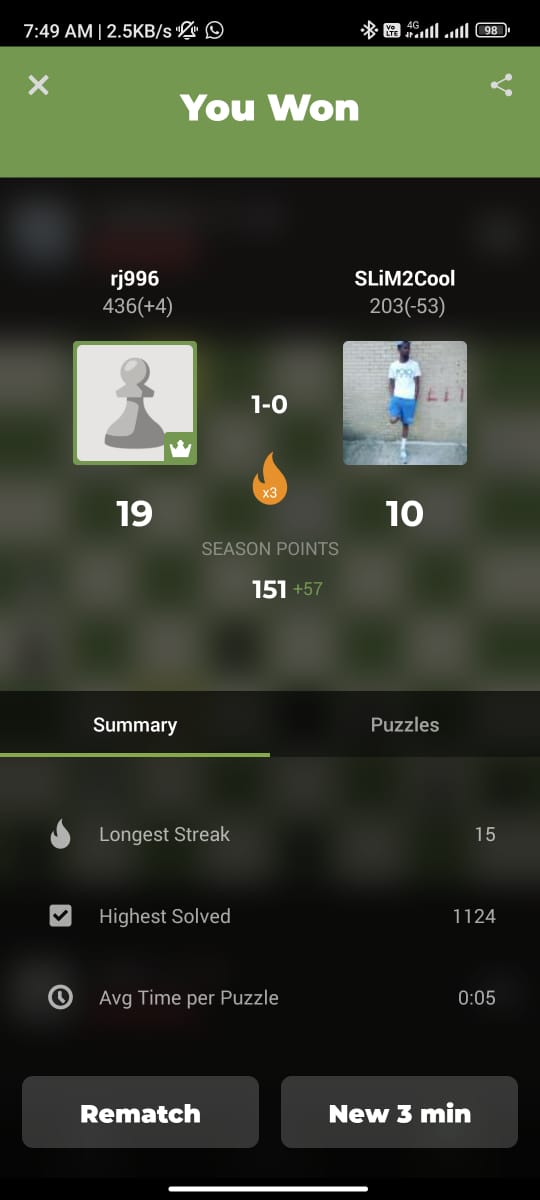 7:49 AM | 2.5KB/s
Vo LTE 4G 98
You Won
rj996
SLiM2Cool
436(+4)
203(-53)
1-0
x3
19
10
SEASON POINTS
151 +57
Summary
Puzzles
Longest Streak 15
Highest Solved 1124
Avg Time per Puzzle 0:05
Rematch
New 3 min